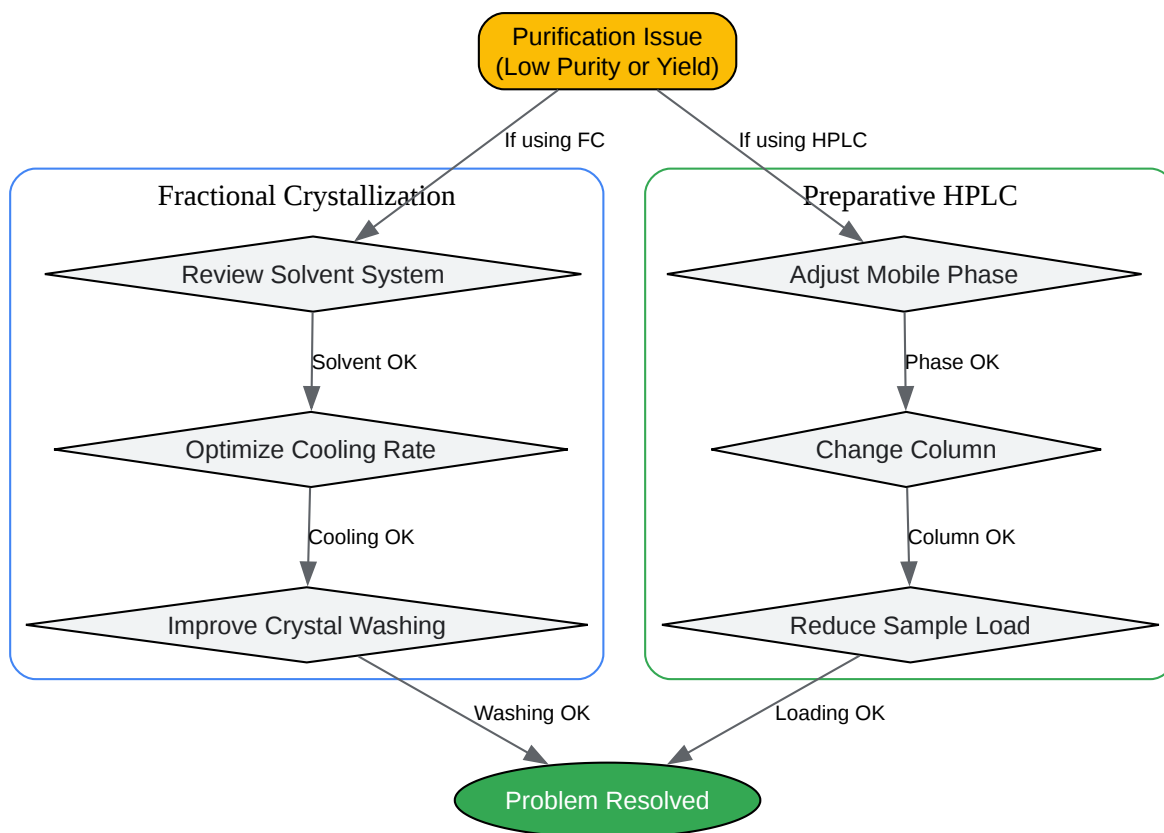 Purification Issue
(Low Purity or Yield)
If using FC
If using HPLC
Fractional Crystallization
Preparative HPLC
Review Solvent System
Adjust Mobile Phase
Solvent OK
Phase OK
Optimize Cooling Rate
Change Column
Cooling OK
Column OK
Improve Crystal Washing
Reduce Sample Load
Washing OK
Loading OK
Problem Resolved